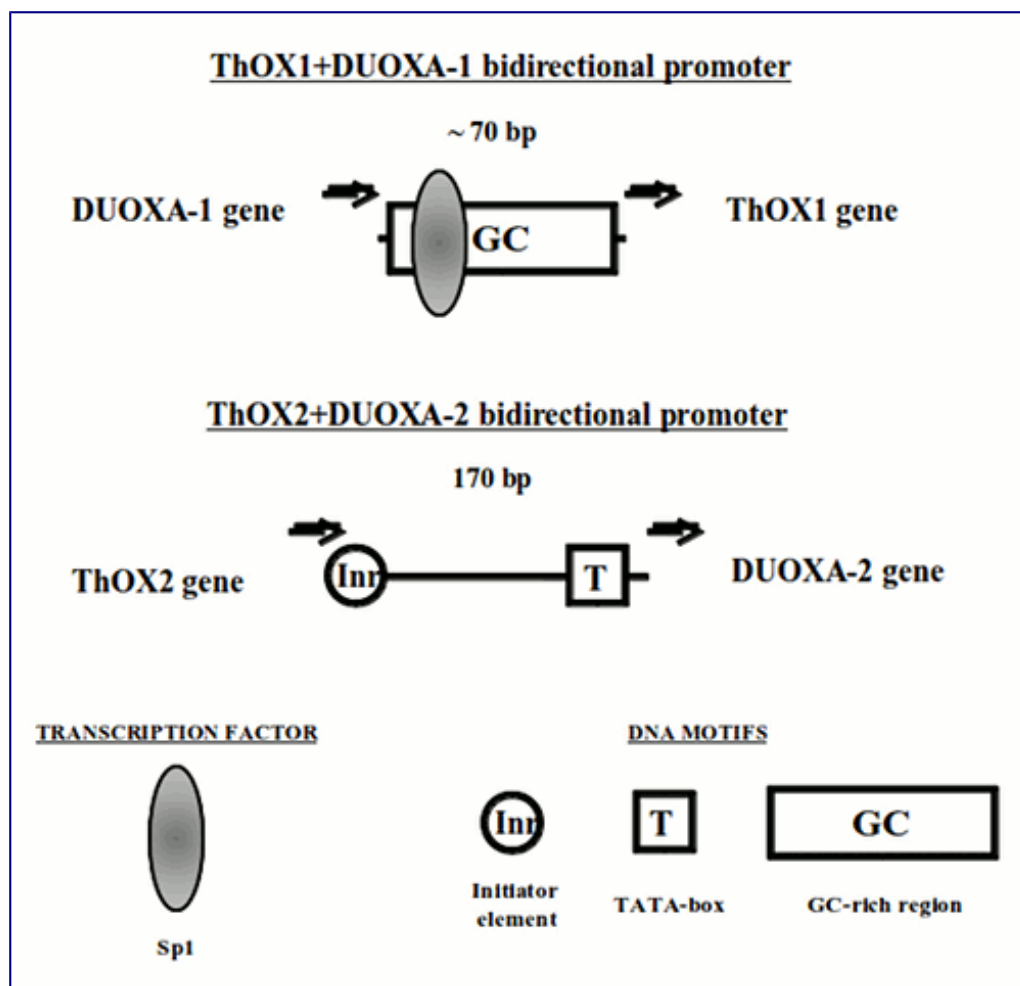 ThOX1+DUOXA-1 bidirectional promoter
~ 70 bp
DUOXA-1 gene
GC
ThOX1 gene
ThOX2+DUOXA-2 bidirectional promoter
170 bp
ThOX2 gene
Inr
T
DUOXA-2 gene
TRANSCRIPTION FACTOR
DNA MOTIFS
Inr
T
GC
Initiator
element
TATA-box
GC-rich region
Sp1